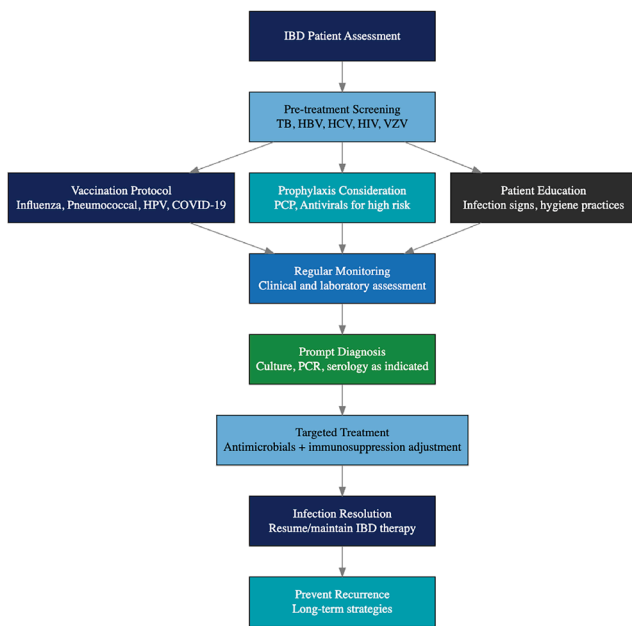 IBD Patient Assessment
Pre-treatment Screening
TB, HBV, HCV, HIV, VZV
Vaccination Protocol
Influenza, Pneumococcal, HPV, COVID-19
Prophylaxis Consideration
PCP, Antivirals for high risk
Patient Education
Infection signs, hygiene practices
Regular Monitoring
Clinical and laboratory assessment
Prompt Diagnosis
Culture, PCR, serology as indicated
Targeted Treatment
Antimicrobials + immunosuppression adjustment
Infection Resolution
Resume/maintain IBD therapy
Prevent Recurrence
Long-term strategies